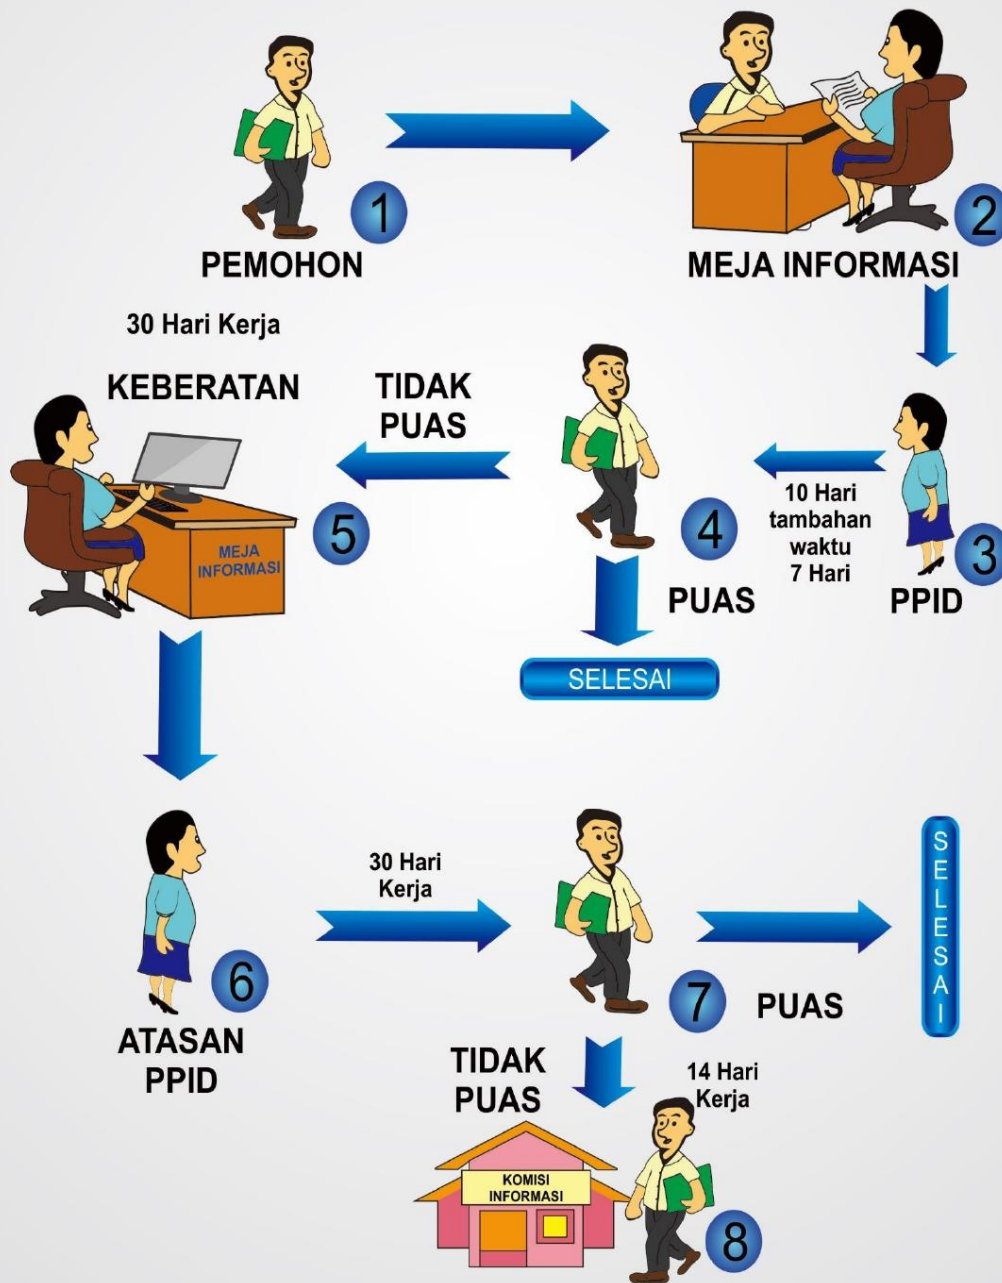 1
PEMOHON
2
MEJA INFORMASI
30 Hari Kerja
KEBERATAN
TIDAK
PUAS
5
MEJA
INFORMASI
4
PUAS
10 Hari
tambahan
waktu
7 Hari
3
PPID
SELESAI
6
ATASAN
PPID
30 Hari
Kerja
7
PUAS
SELESAI
TIDAK
PUAS
14 Hari
Kerja
KOMISI
INFORMASI
8